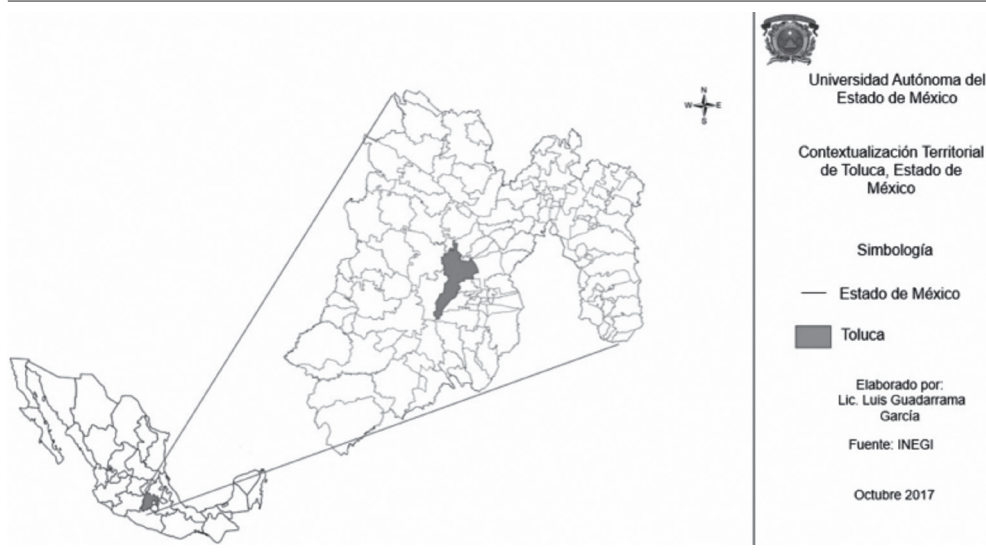 N
W E
S
Universidad Autónoma del
Estado de México
Contextualización Territorial
de Toluca, Estado de
México
Simbología
Estado de México
Toluca
Elaborado por:
Lic. Luis Guadarrama
García
Fuente: INEGI
Octubre 2017